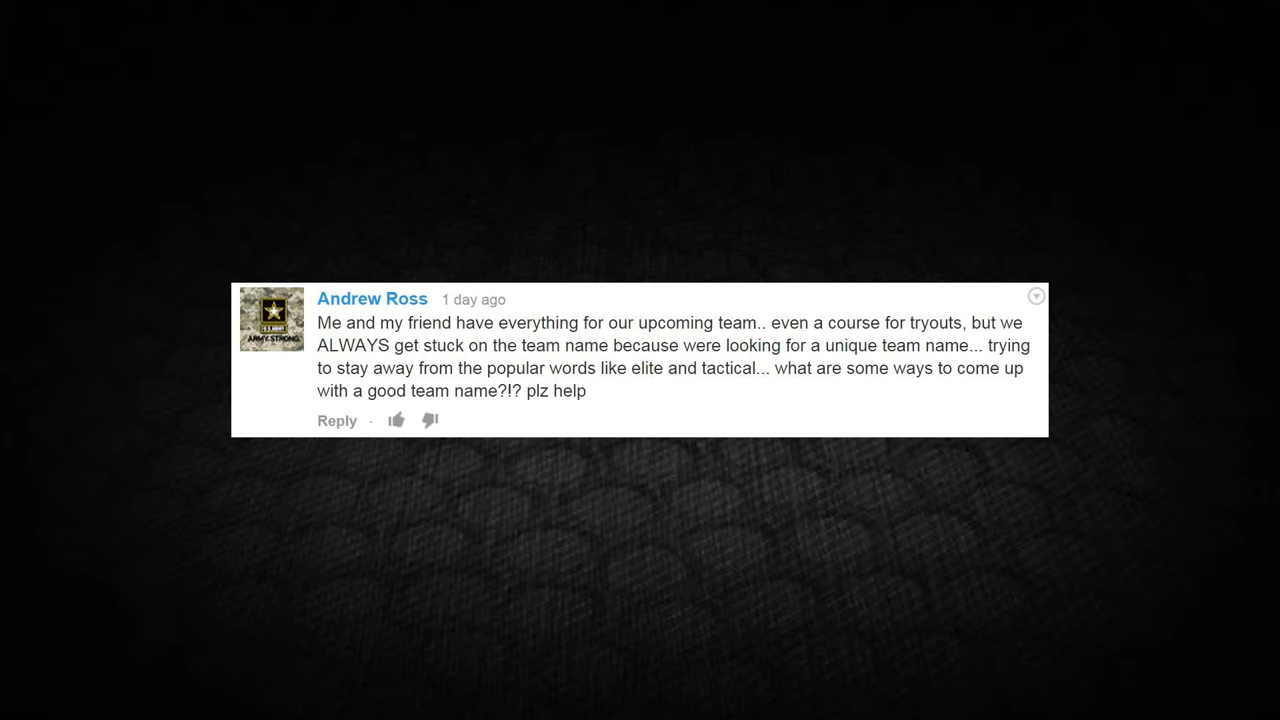 Andrew Ross 1 day ago
Me and my friend have everything for our upcoming team.. even a course for tryouts, but we
ALWAYS get stuck on the team name because were looking for a unique team name... trying
to stay away from the popular words like elite and tactical... what are some ways to come up
with a good team name?!? plz help
Reply ·
U.S.ARMY
ARMY STRONG